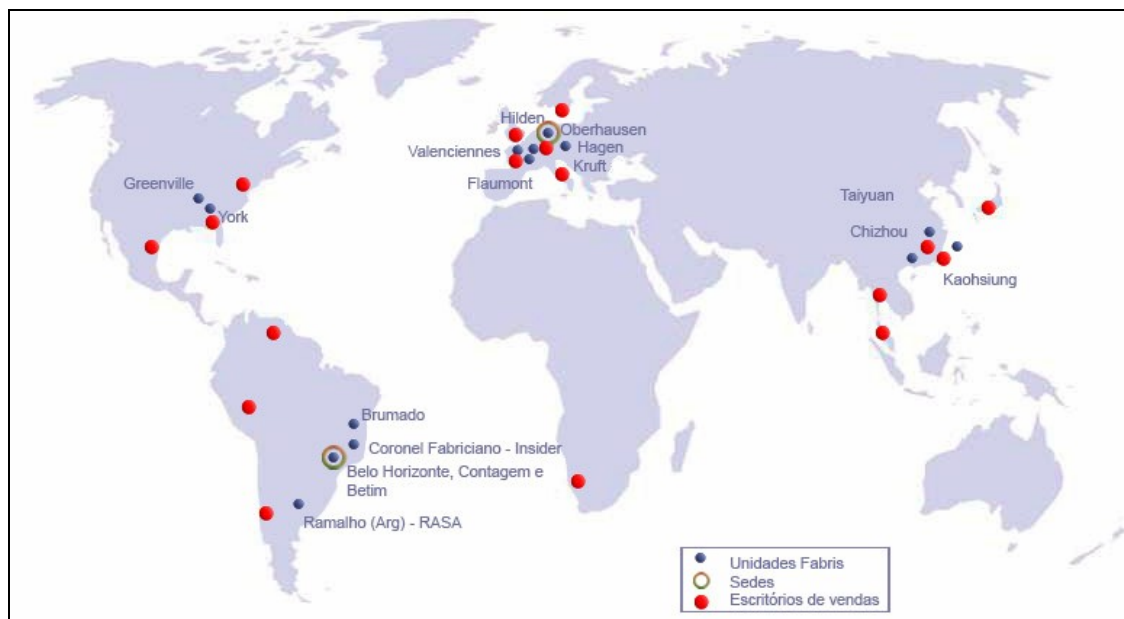 Hilden
Oberhausen
Valenciennes
Hagen
Kruft
Flaumont
Greenville
York
Taiyuan
Chizhou
Kaohsiung
Brumado
Coronel Fabriciano - Insider
Belo Horizonte, Contagem e
Betim
Ramalho (Arg) - RASA
Unidades Fabris
Sedes
Escritórios de vendas